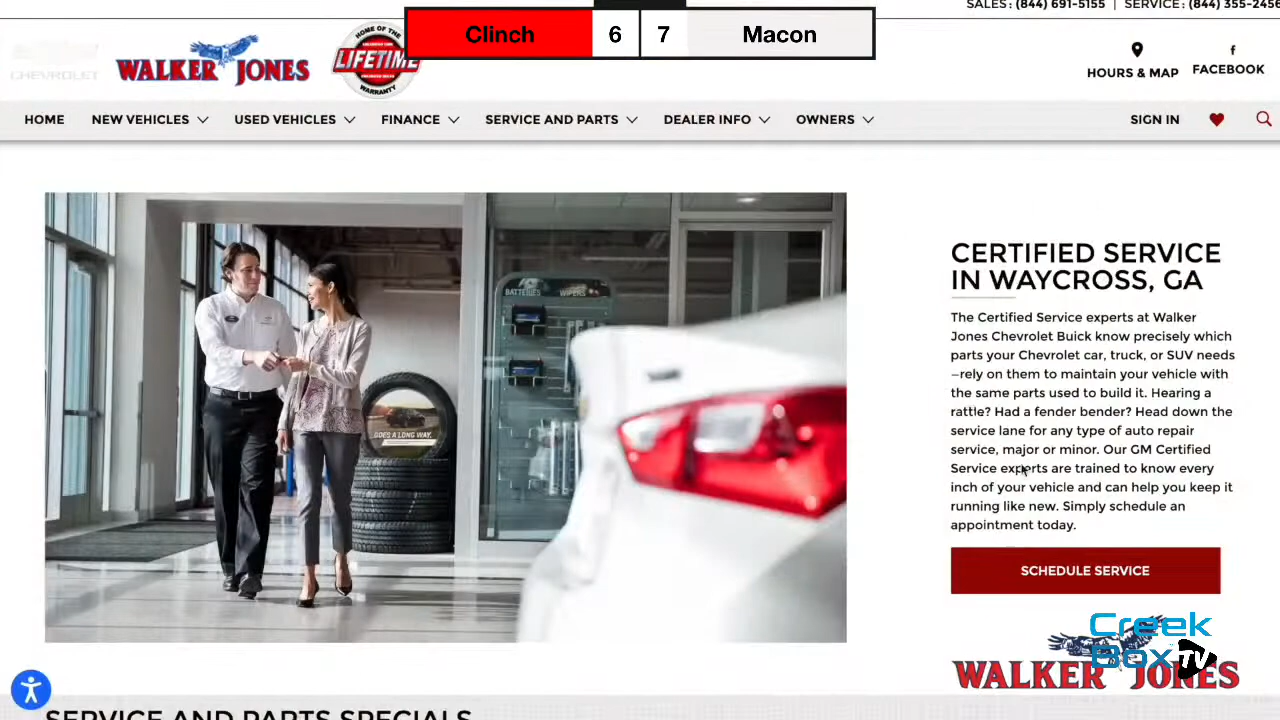 SALES: (844) 691-5155 | SERVICE: (844) 355-2456
Clinch 6 7 Macon
CHEVROLET
WALKER JONES
HOME OF THE
LIFETIME
WARRANTY
HOURS & MAP
FACEBOOK
HOME NEW VEHICLES USED VEHICLES FINANCE SERVICE AND PARTS DEALER INFO OWNERS SIGN IN
BATTERIES WIPERS
GOES A LONG WAY.
CERTIFIED SERVICE
IN WAYCROSS, GA
The Certified Service experts at Walker
Jones Chevrolet Buick know precisely which
parts your Chevrolet car, truck, or SUV needs
—rely on them to maintain your vehicle with
the same parts used to build it. Hearing a
rattle? Had a fender bender? Head down the
service lane for any type of auto repair
service, major or minor. Our GM Certified
Service experts are trained to know every
inch of your vehicle and can help you keep it
running like new. Simply schedule an
appointment today.
SCHEDULE SERVICE
Creek
Box TV
WALKER JONES
SERVICE AND PARTS SPECIALS